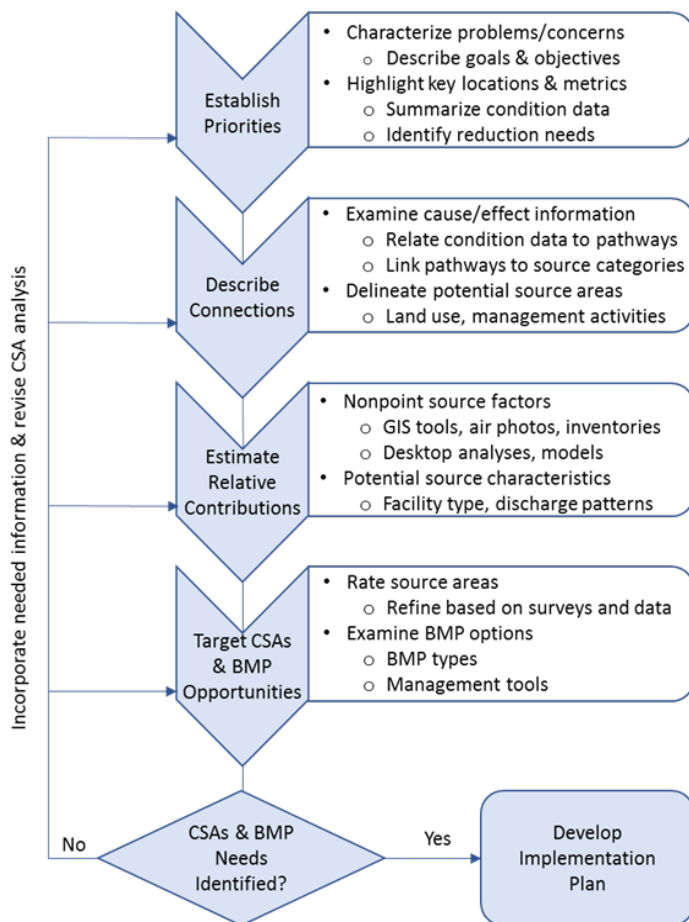 Establish
Priorities
• Characterize problems/concerns
o Describe goals & objectives
• Highlight key locations & metrics
o Summarize condition data
o Identify reduction needs
Describe
Connections
• Examine cause/effect information
o Relate condition data to pathways
o Link pathways to source categories
• Delineate potential source areas
o Land use, management activities
Estimate
Relative
Contributions
• Nonpoint source factors
o GIS tools, air photos, inventories
o Desktop analyses, models
• Potential source characteristics
o Facility type, discharge patterns
Target CSAs
& BMP
Opportunities
• Rate source areas
o Refine based on surveys and data
• Examine BMP options
o BMP types
o Management tools
Incorporate needed information & revise CSA analysis
No
CSAs & BMP
Needs
Identified?
Yes
Develop
Implementation
Plan